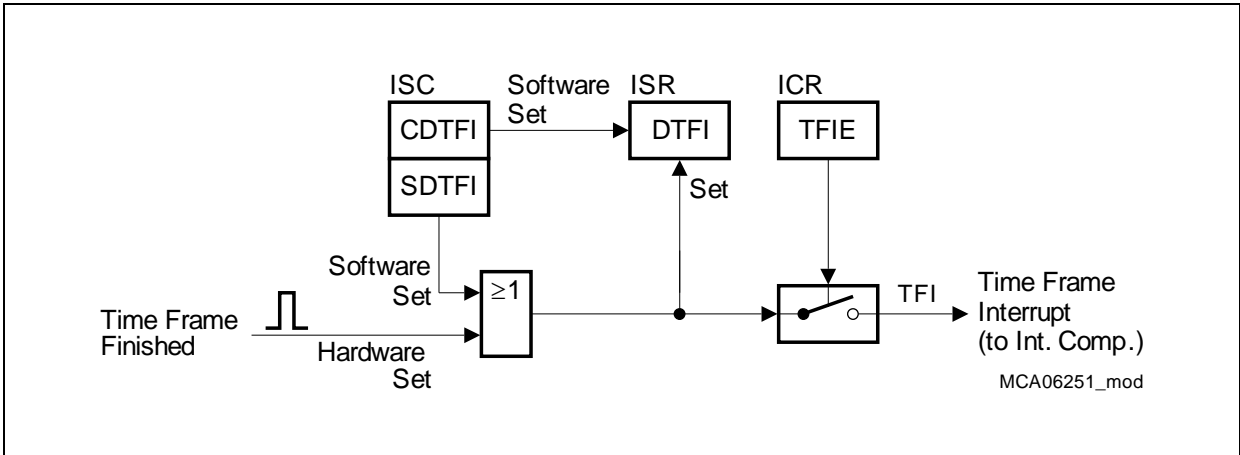 ISC
Software
Set
ISR
ICR
CDTFI
DTFI
TFIE
SDTFI
Set
Software
Set
≥1
TFI
Time Frame
Interrupt
(to Int. Comp.)
Time Frame
Finished
Hardware
Set
MCA06251_mod